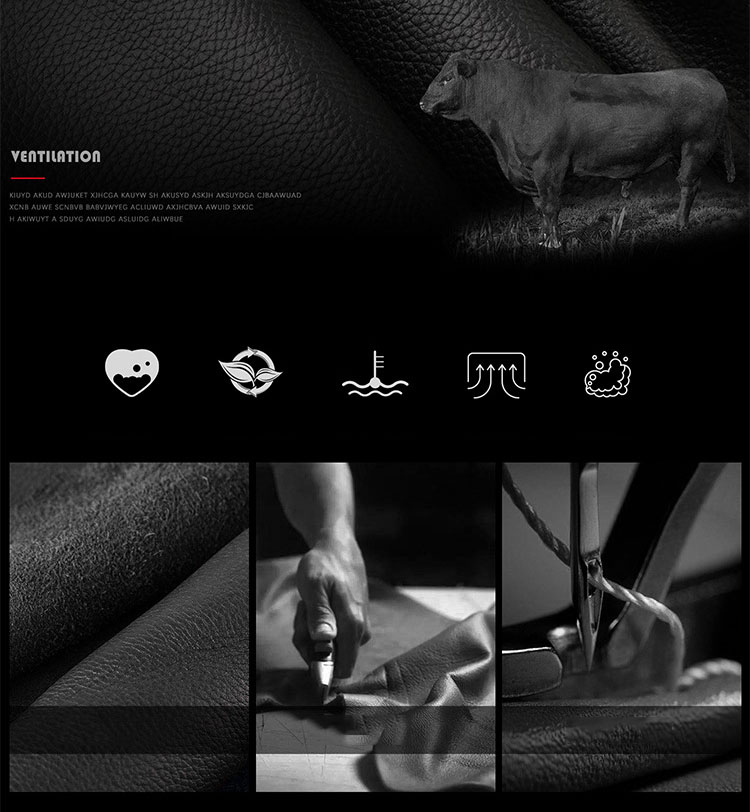 VENTILATION
KIUYD AKUD AWJUKET XJHCGA KAUYW SH AKUSYD ASKJH AKSUYDGA CJBAAWUAD
XCNB AUWE SCNBVB BABVJWYEG ACLIUWD AXJHCBVA AWUID SXKJC
H AKIWUYT A SDUYG AWIUDG ASLUIDG ALIWBUE